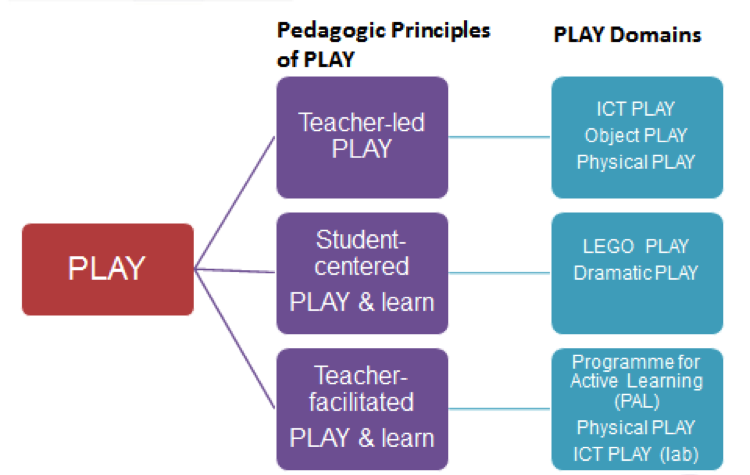 Pedagogic Principles
of PLAY
PLAY Domains
PLAY
Teacher-led
PLAY
ICT PLAY
Object PLAY
Physical PLAY
Student-
centered
PLAY & learn
LEGO PLAY
Dramatic PLAY
Teacher-
facilitated
PLAY & learn
Programme for
Active Learning
(PAL)
Physical PLAY
ICT PLAY (lab)